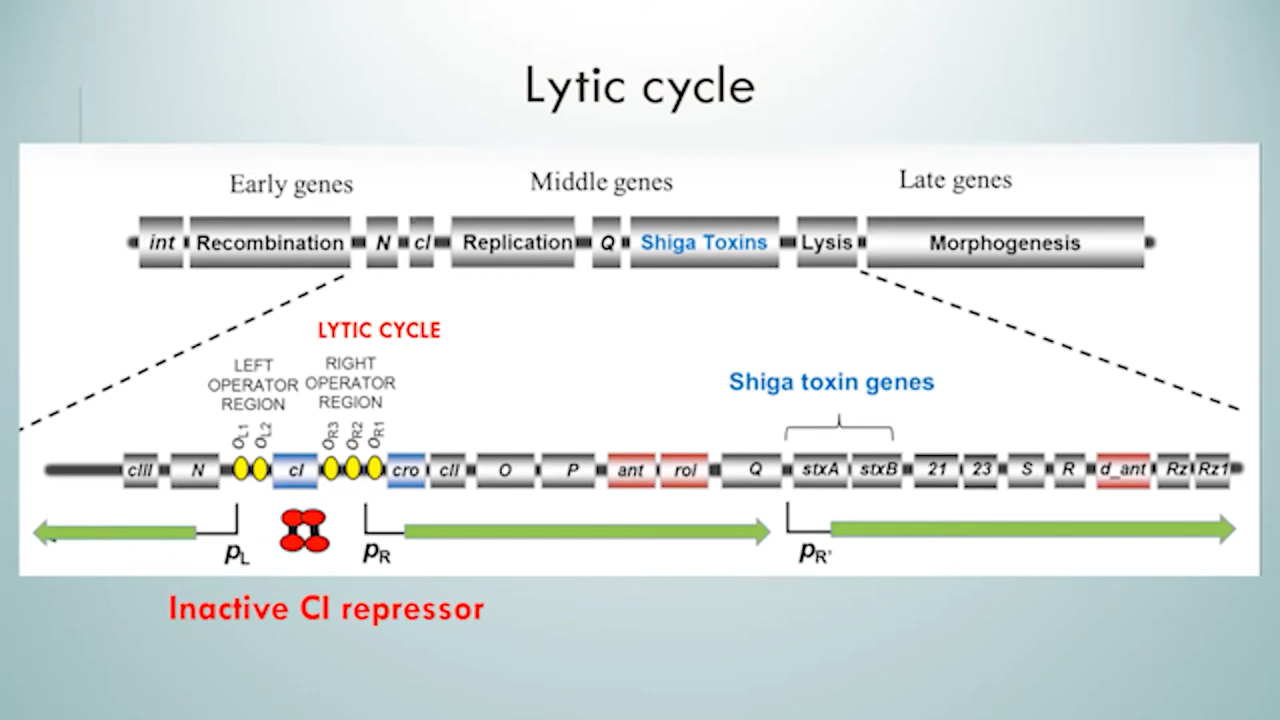 Lytic cycle
Early genes Middle genes Late genes
int Recombination N cI Replication Q Shiga Toxins Lysis Morphogenesis
LYTIC CYCLE
LEFT OPERATOR REGION
RIGHT OPERATOR REGION
Shiga toxin genes
OL1 OL2 OR3 OR2 OR1
cIII N cI cro cII O P ant roi Q stxA stxB 21 23 S R d_ant Rz Rz1
pL pR pR'
Inactive CI repressor